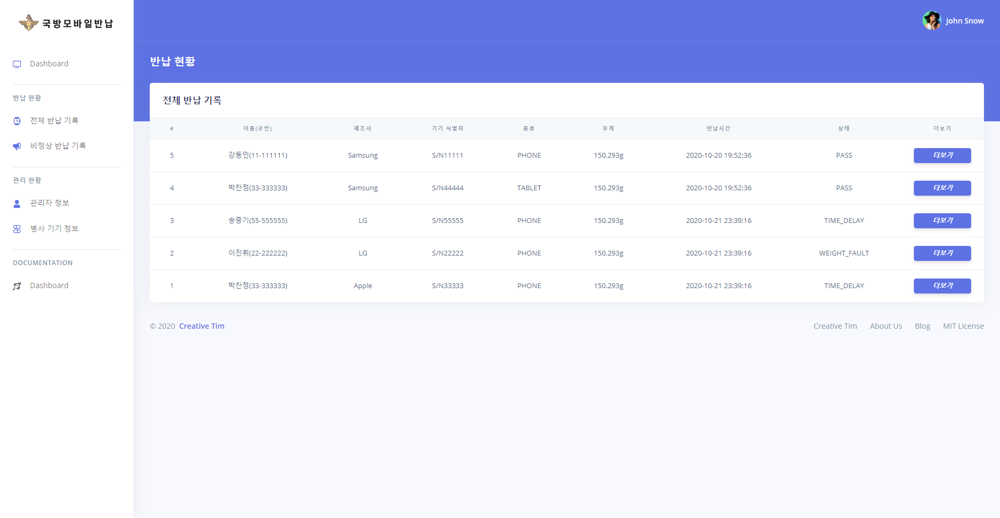 국방모바일반납
John Snow
Dashboard
반납 현황
전체 반납 기록
비정상 반납 기록
관리 현황
관리자 정보
병사 기기 정보
DOCUMENTATION
Dashboard
반납 현황
전체 반납 기록
# 이름(군번) 제조사 기기 식별자 종류 무게 반납시간 상태 더보기
5 강동민(11-111111) Samsung S/N11111 PHONE 150.293g 2020-10-20 19:52:36 PASS 더보기
4 박찬정(33-333333) Samsung S/N44444 TABLET 150.293g 2020-10-20 19:52:36 PASS 더보기
3 송중기(55-555555) LG S/N55555 PHONE 150.293g 2020-10-21 23:39:16 TIME_DELAY 더보기
2 이진휘(22-222222) LG S/N22222 PHONE 150.293g 2020-10-21 23:39:16 WEIGHT_FAULT 더보기
1 박찬정(33-333333) Apple S/N33333 PHONE 150.293g 2020-10-21 23:39:16 TIME_DELAY 더보기
© 2020 Creative Tim
Creative Tim About Us Blog MIT License